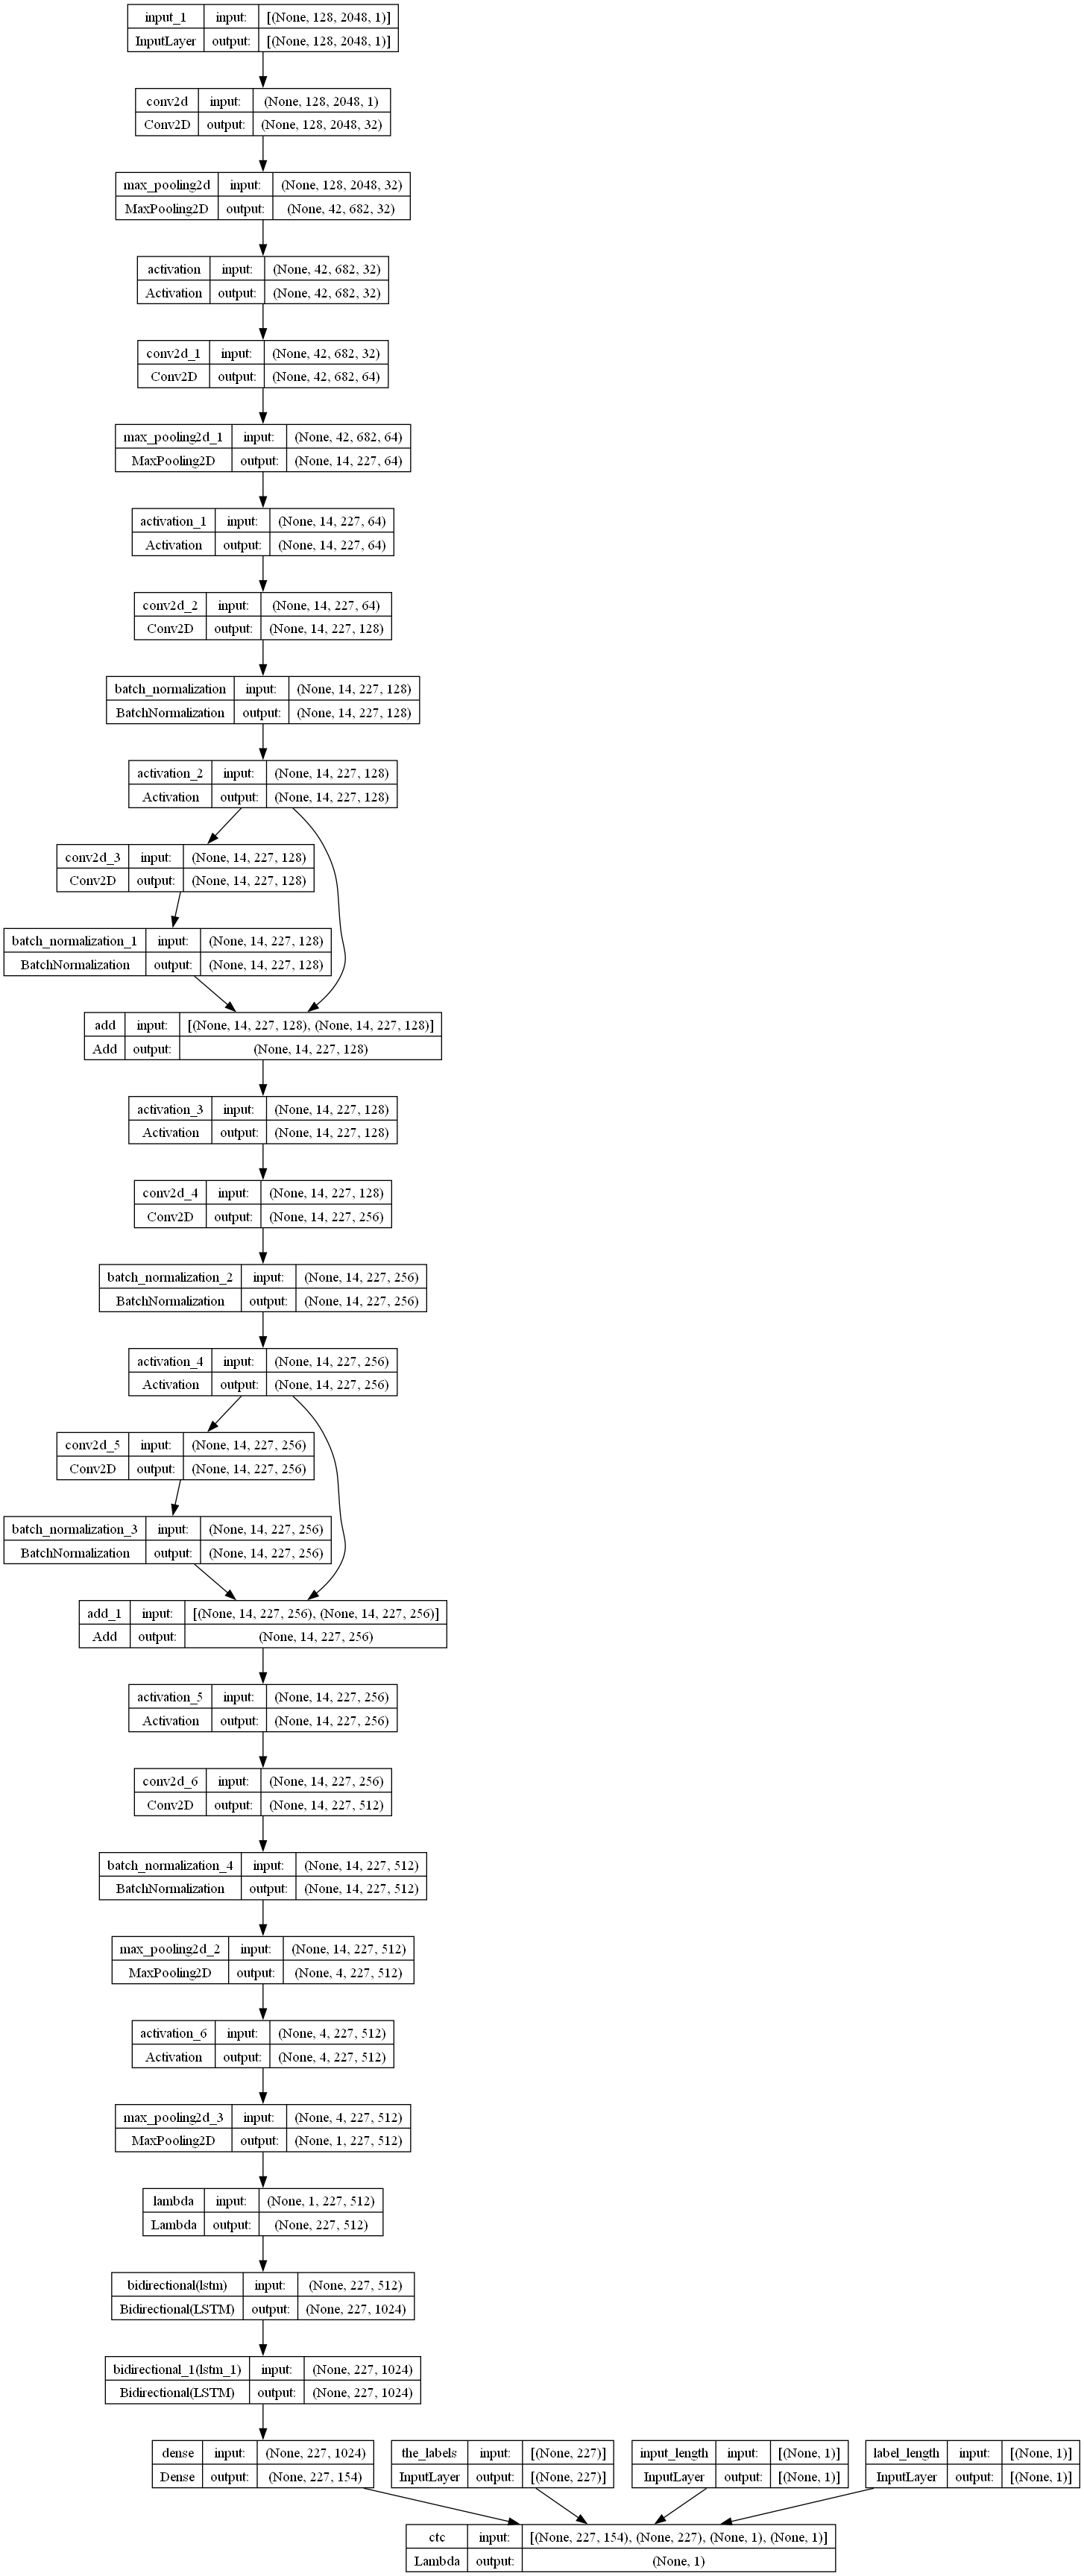 input_1 input: [(None, 128, 2048, 1)]
InputLayer output: [(None, 128, 2048, 1)]
conv2d input: (None, 128, 2048, 1)
Conv2D output: (None, 128, 2048, 32)
max_pooling2d input: (None, 128, 2048, 32)
MaxPooling2D output: (None, 42, 682, 32)
activation input: (None, 42, 682, 32)
Activation output: (None, 42, 682, 32)
conv2d_1 input: (None, 42, 682, 32)
Conv2D output: (None, 42, 682, 64)
max_pooling2d_1 input: (None, 42, 682, 64)
MaxPooling2D output: (None, 14, 227, 64)
activation_1 input: (None, 14, 227, 64)
Activation output: (None, 14, 227, 64)
conv2d_2 input: (None, 14, 227, 64)
Conv2D output: (None, 14, 227, 128)
batch_normalization input: (None, 14, 227, 128)
BatchNormalization output: (None, 14, 227, 128)
activation_2 input: (None, 14, 227, 128)
Activation output: (None, 14, 227, 128)
conv2d_3 input: (None, 14, 227, 128)
Conv2D output: (None, 14, 227, 128)
batch_normalization_1 input: (None, 14, 227, 128)
BatchNormalization output: (None, 14, 227, 128)
add input: [(None, 14, 227, 128), (None, 14, 227, 128)]
Add output: (None, 14, 227, 128)
activation_3 input: (None, 14, 227, 128)
Activation output: (None, 14, 227, 128)
conv2d_4 input: (None, 14, 227, 128)
Conv2D output: (None, 14, 227, 256)
batch_normalization_2 input: (None, 14, 227, 256)
BatchNormalization output: (None, 14, 227, 256)
activation_4 input: (None, 14, 227, 256)
Activation output: (None, 14, 227, 256)
conv2d_5 input: (None, 14, 227, 256)
Conv2D output: (None, 14, 227, 256)
batch_normalization_3 input: (None, 14, 227, 256)
BatchNormalization output: (None, 14, 227, 256)
add_1 input: [(None, 14, 227, 256), (None, 14, 227, 256)]
Add output: (None, 14, 227, 256)
activation_5 input: (None, 14, 227, 256)
Activation output: (None, 14, 227, 256)
conv2d_6 input: (None, 14, 227, 256)
Conv2D output: (None, 14, 227, 512)
batch_normalization_4 input: (None, 14, 227, 512)
BatchNormalization output: (None, 14, 227, 512)
max_pooling2d_2 input: (None, 14, 227, 512)
MaxPooling2D output: (None, 4, 227, 512)
activation_6 input: (None, 4, 227, 512)
Activation output: (None, 4, 227, 512)
max_pooling2d_3 input: (None, 4, 227, 512)
MaxPooling2D output: (None, 1, 227, 512)
lambda input: (None, 1, 227, 512)
Lambda output: (None, 227, 512)
bidirectional(lstm) input: (None, 227, 512)
Bidirectional(LSTM) output: (None, 227, 1024)
bidirectional_1(lstm_1) input: (None, 227, 1024)
Bidirectional(LSTM) output: (None, 227, 1024)
dense input: (None, 227, 1024) the_labels input: [(None, 227)] input_length input: [(None, 1)] label_length input: [(None, 1)]
Dense output: (None, 227, 154) InputLayer output: [(None, 227)] InputLayer output: [(None, 1)] InputLayer output: [(None, 1)]
ctc input: [(None, 227, 154), (None, 227), (None, 1), (None, 1)]
Lambda output: (None, 1)